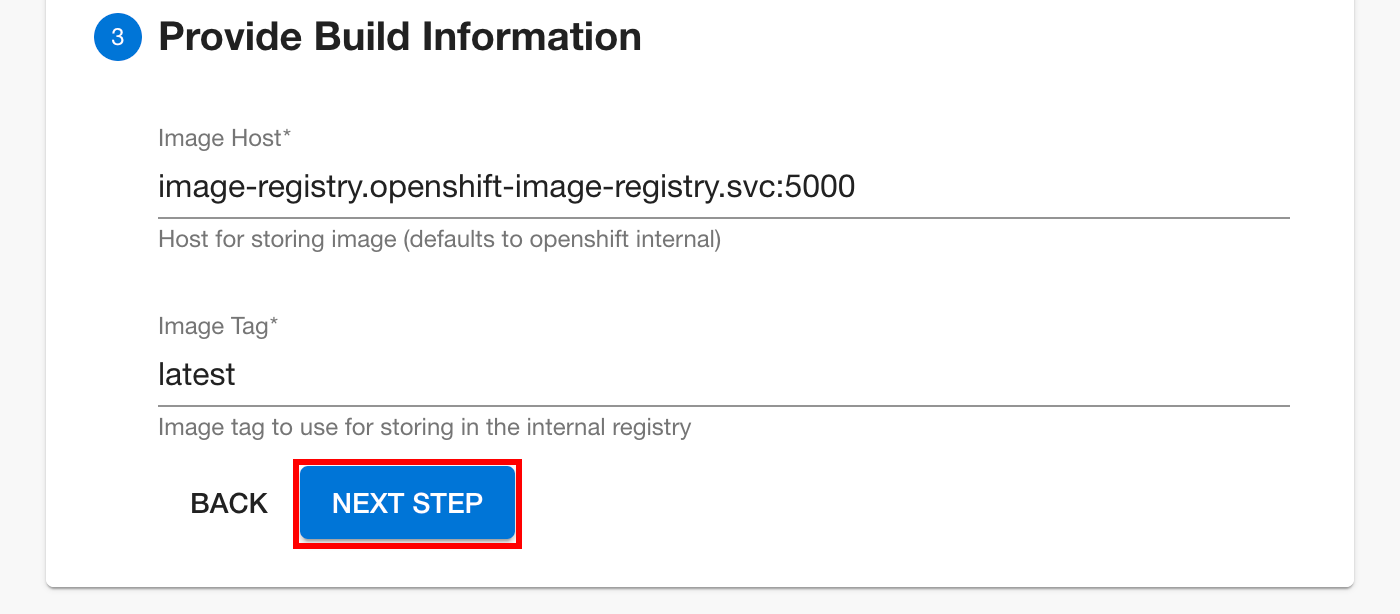 3 Provide Build Information
Image Host*
image-registry.openshift-image-registry.svc:5000
Host for storing image (defaults to openshift internal)
Image Tag*
latest
Image tag to use for storing in the internal registry
BACK NEXT STEP